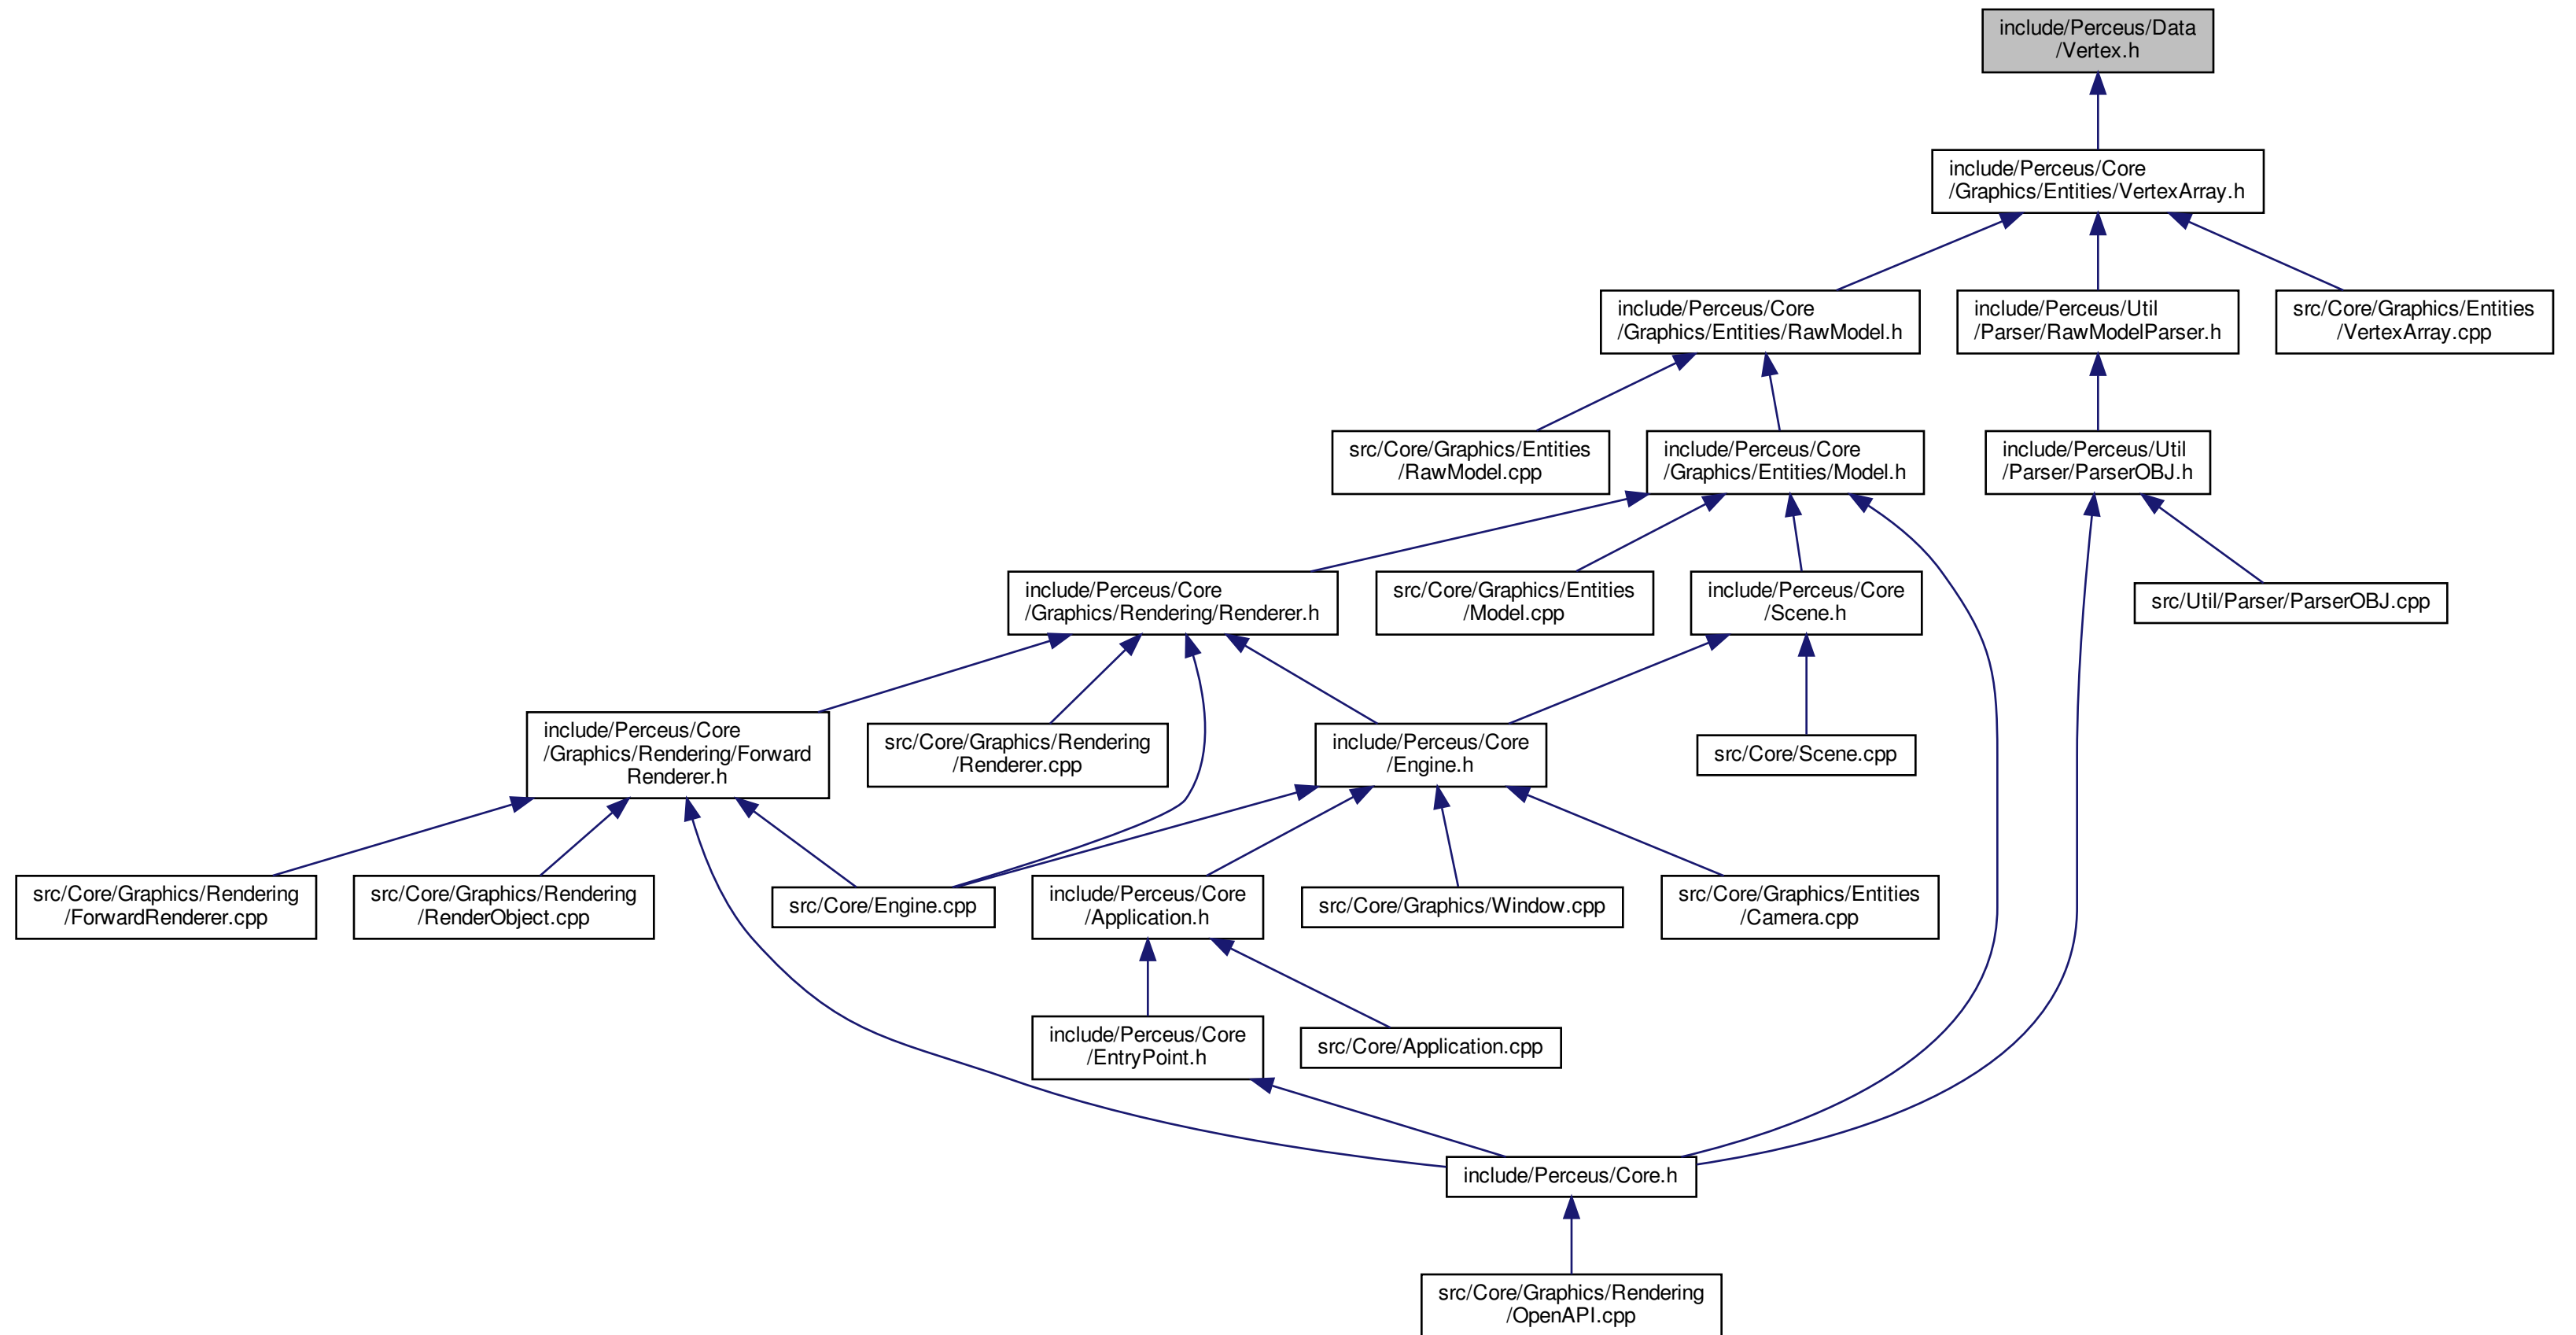 include/Perceus/Data
/Vertex.h
include/Perceus/Core
/Graphics/Entities/VertexArray.h
include/Perceus/Core
/Graphics/Entities/RawModel.h
include/Perceus/Util
/Parser/RawModelParser.h
src/Core/Graphics/Entities
/VertexArray.cpp
src/Core/Graphics/Entities
/RawModel.cpp
include/Perceus/Core
/Graphics/Entities/Model.h
include/Perceus/Util
/Parser/ParserOBJ.h
include/Perceus/Core
/Graphics/Rendering/Renderer.h
src/Core/Graphics/Entities
/Model.cpp
include/Perceus/Core
/Scene.h
src/Util/Parser/ParserOBJ.cpp
include/Perceus/Core
/Graphics/Rendering/Forward
Renderer.h
src/Core/Graphics/Rendering
/Renderer.cpp
include/Perceus/Core
/Engine.h
src/Core/Scene.cpp
src/Core/Graphics/Rendering
/ForwardRenderer.cpp
src/Core/Graphics/Rendering
/RenderObject.cpp
src/Core/Engine.cpp
include/Perceus/Core
/Application.h
src/Core/Graphics/Window.cpp
src/Core/Graphics/Entities
/Camera.cpp
include/Perceus/Core
/EntryPoint.h
src/Core/Application.cpp
include/Perceus/Core.h
src/Core/Graphics/Rendering
/OpenAPI.cpp